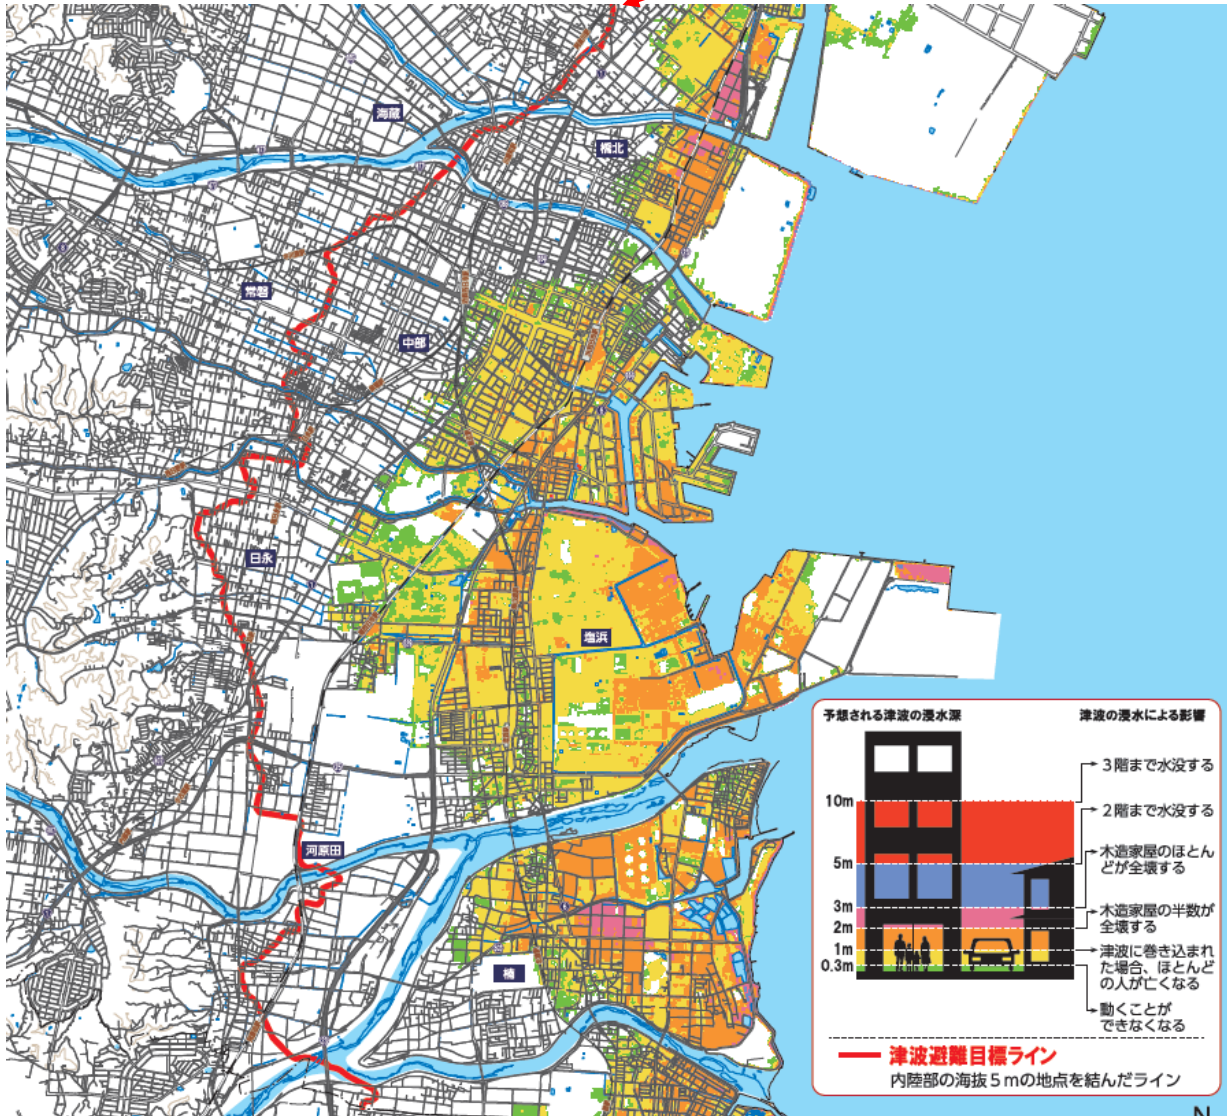 海蔵
橋北
常磐
中部
日永
塩浜
河原田
楠
予想される津波の浸水深
津波の浸水による影響
3階まで水没する
10m
2階まで水没する
木造家屋のほとん
どが全壊する
5m
3m
木造家屋の半数が
全壊する
2m
1m
津波に巻き込まれ
た場合、ほとんど
の人が亡くなる
0.3m
動くことが
できなくなる
津波避難目標ライン
内陸部の海抜5mの地点を結んだライン
N